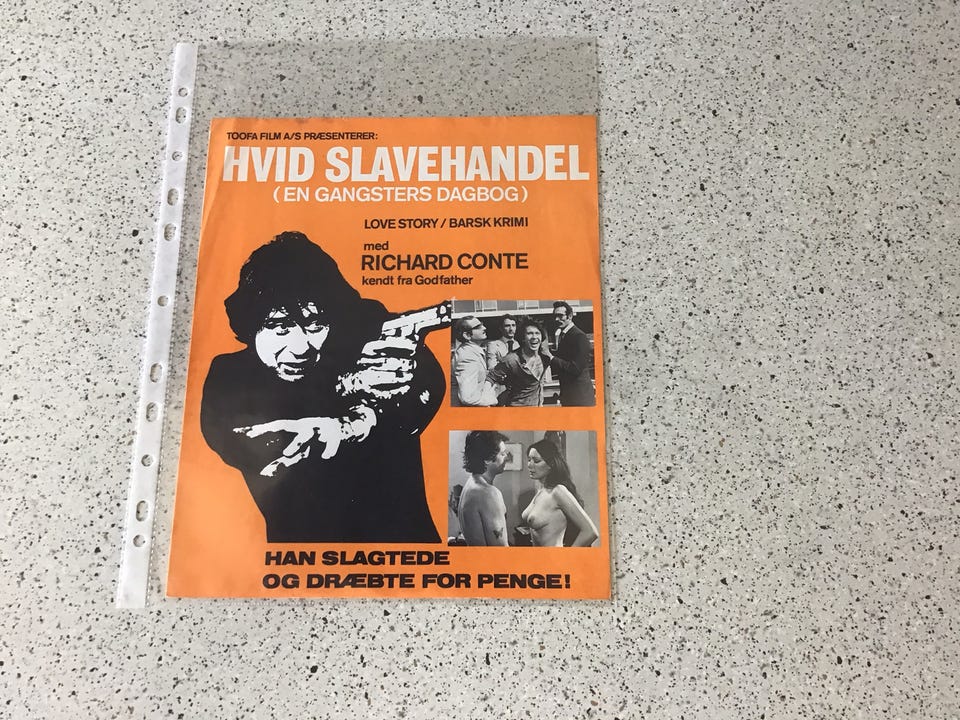 TOOFA FILM A/S PRÆSENTERER:
HVID SLAVEHANDEL
(EN GANGSTERS DAGBOG)
LOVE STORY / BARSK KRIMI
med
RICHARD CONTE
kendt fra Godfather
HAN SLAGTEDE
OG DRÆBTE FOR PENGE!